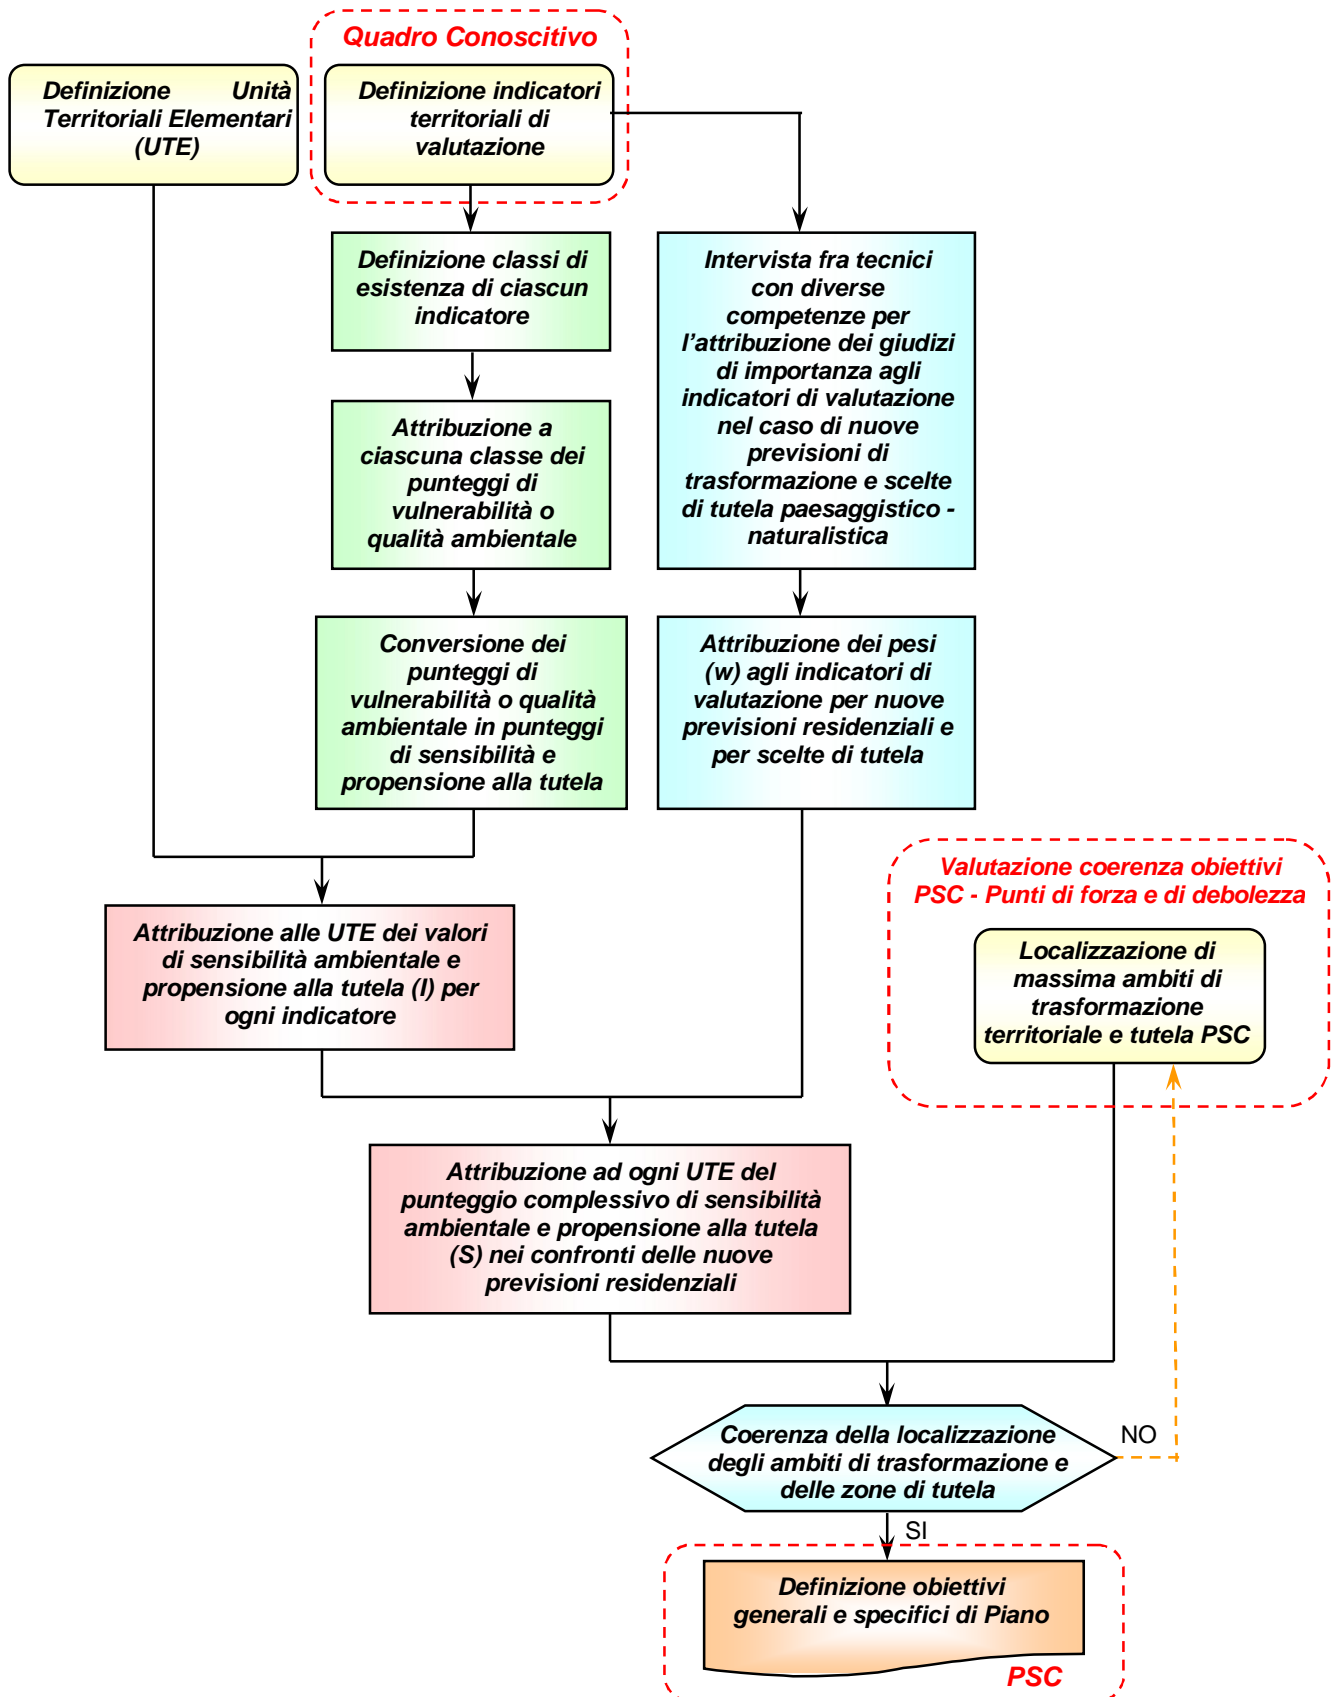 Quadro Conoscitivo
Definizione Unità
Territoriali Elementari
(UTE)
Definizione indicatori
territoriali di
valutazione
Definizione classi di
esistenza di ciascun
indicatore
Intervista fra tecnici
con diverse
competenze per
l'attribuzione dei giudizi
di importanza agli
indicatori di valutazione
nel caso di nuove
previsioni di
trasformazione e scelte
di tutela paesaggistico -
naturalistica
Attribuzione a
ciascuna classe dei
punteggi di
vulnerabilità o
qualità ambientale
Conversione dei
punteggi di
vulnerabilità o qualità
ambientale in punteggi
di sensibilità e
propensione alla tutela
Attribuzione dei pesi
(w) agli indicatori di
valutazione per nuove
previsioni residenziali e
per scelte di tutela
Valutazione coerenza obiettivi
PSC - Punti di forza e di debolezza
Localizzazione di
massima ambiti di
trasformazione
territoriale e tutela PSC
Attribuzione alle UTE dei valori
di sensibilità ambientale e
propensione alla tutela (I) per
ogni indicatore
Attribuzione ad ogni UTE del
punteggio complessivo di sensibilità
ambientale e propensione alla tutela
(S) nei confronti delle nuove
previsioni residenziali
Coerenza della localizzazione
degli ambiti di trasformazione e
delle zone di tutela
NO
SI
Definizione obiettivi
generali e specifici di Piano
PSC